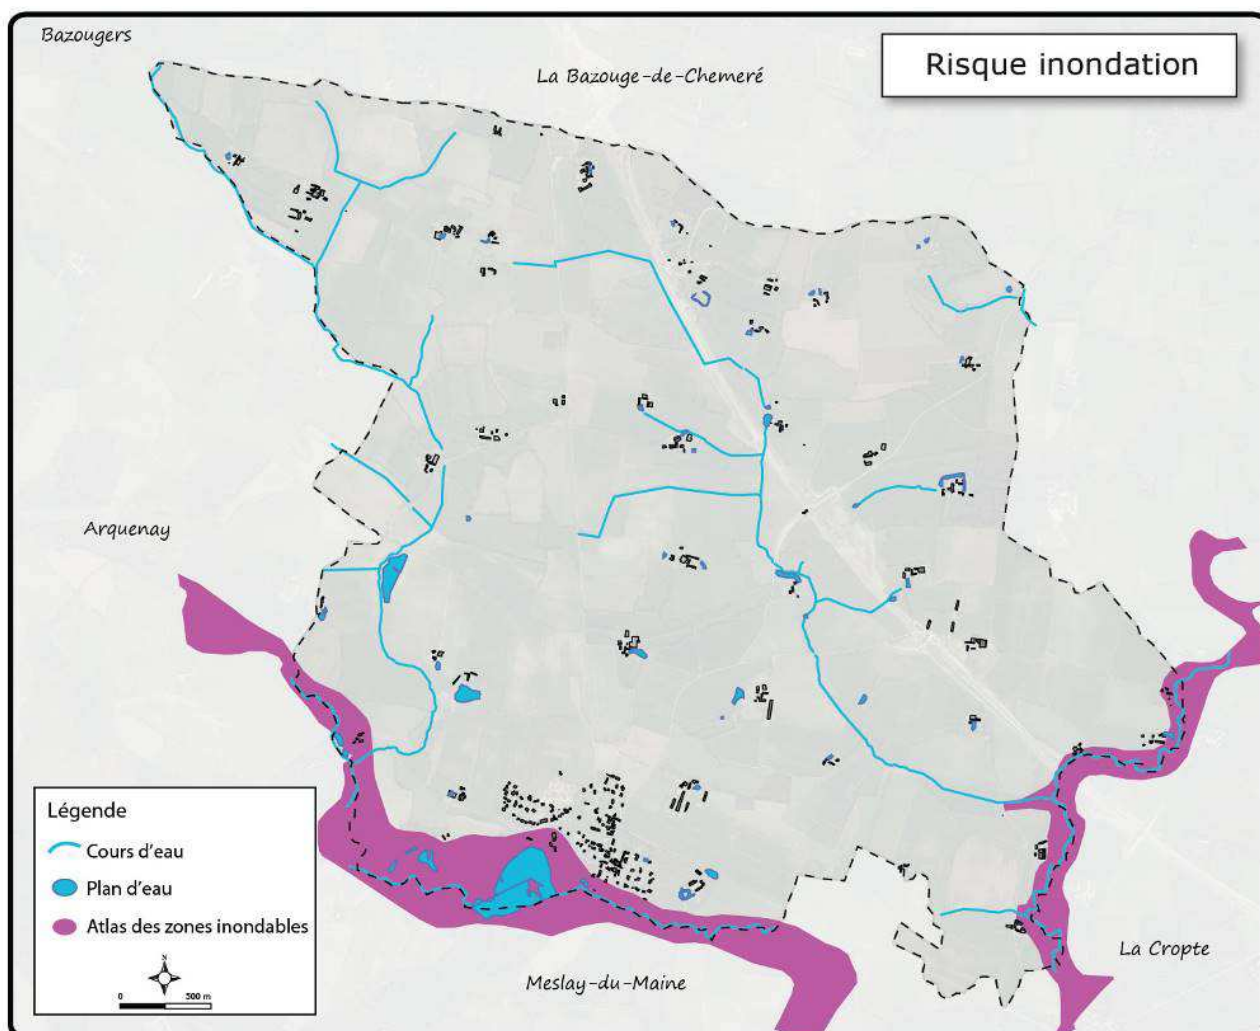 Bazougers
La Bazouge-de-Chemeré
Risque inondation
Arquenay
Légende
Cours d'eau
Plan d'eau
Atlas des zones inondables
N
0 500 m
Meslay-du-Maine
La Cropte